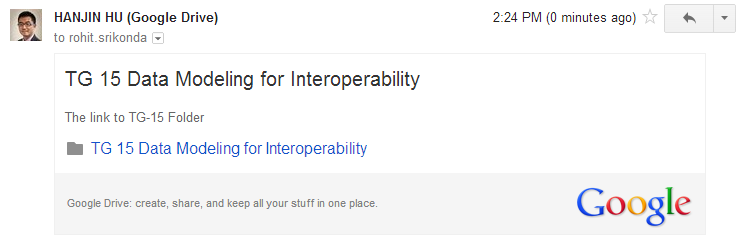 HANJIN HU (Google Drive) 2:24 PM (0 minutes ago)
to rohit.srikonda
TG 15 Data Modeling for Interoperability
The link to TG-15 Folder
TG 15 Data Modeling for Interoperability
Google Drive: create, share, and keep all your stuff in one place.
Google